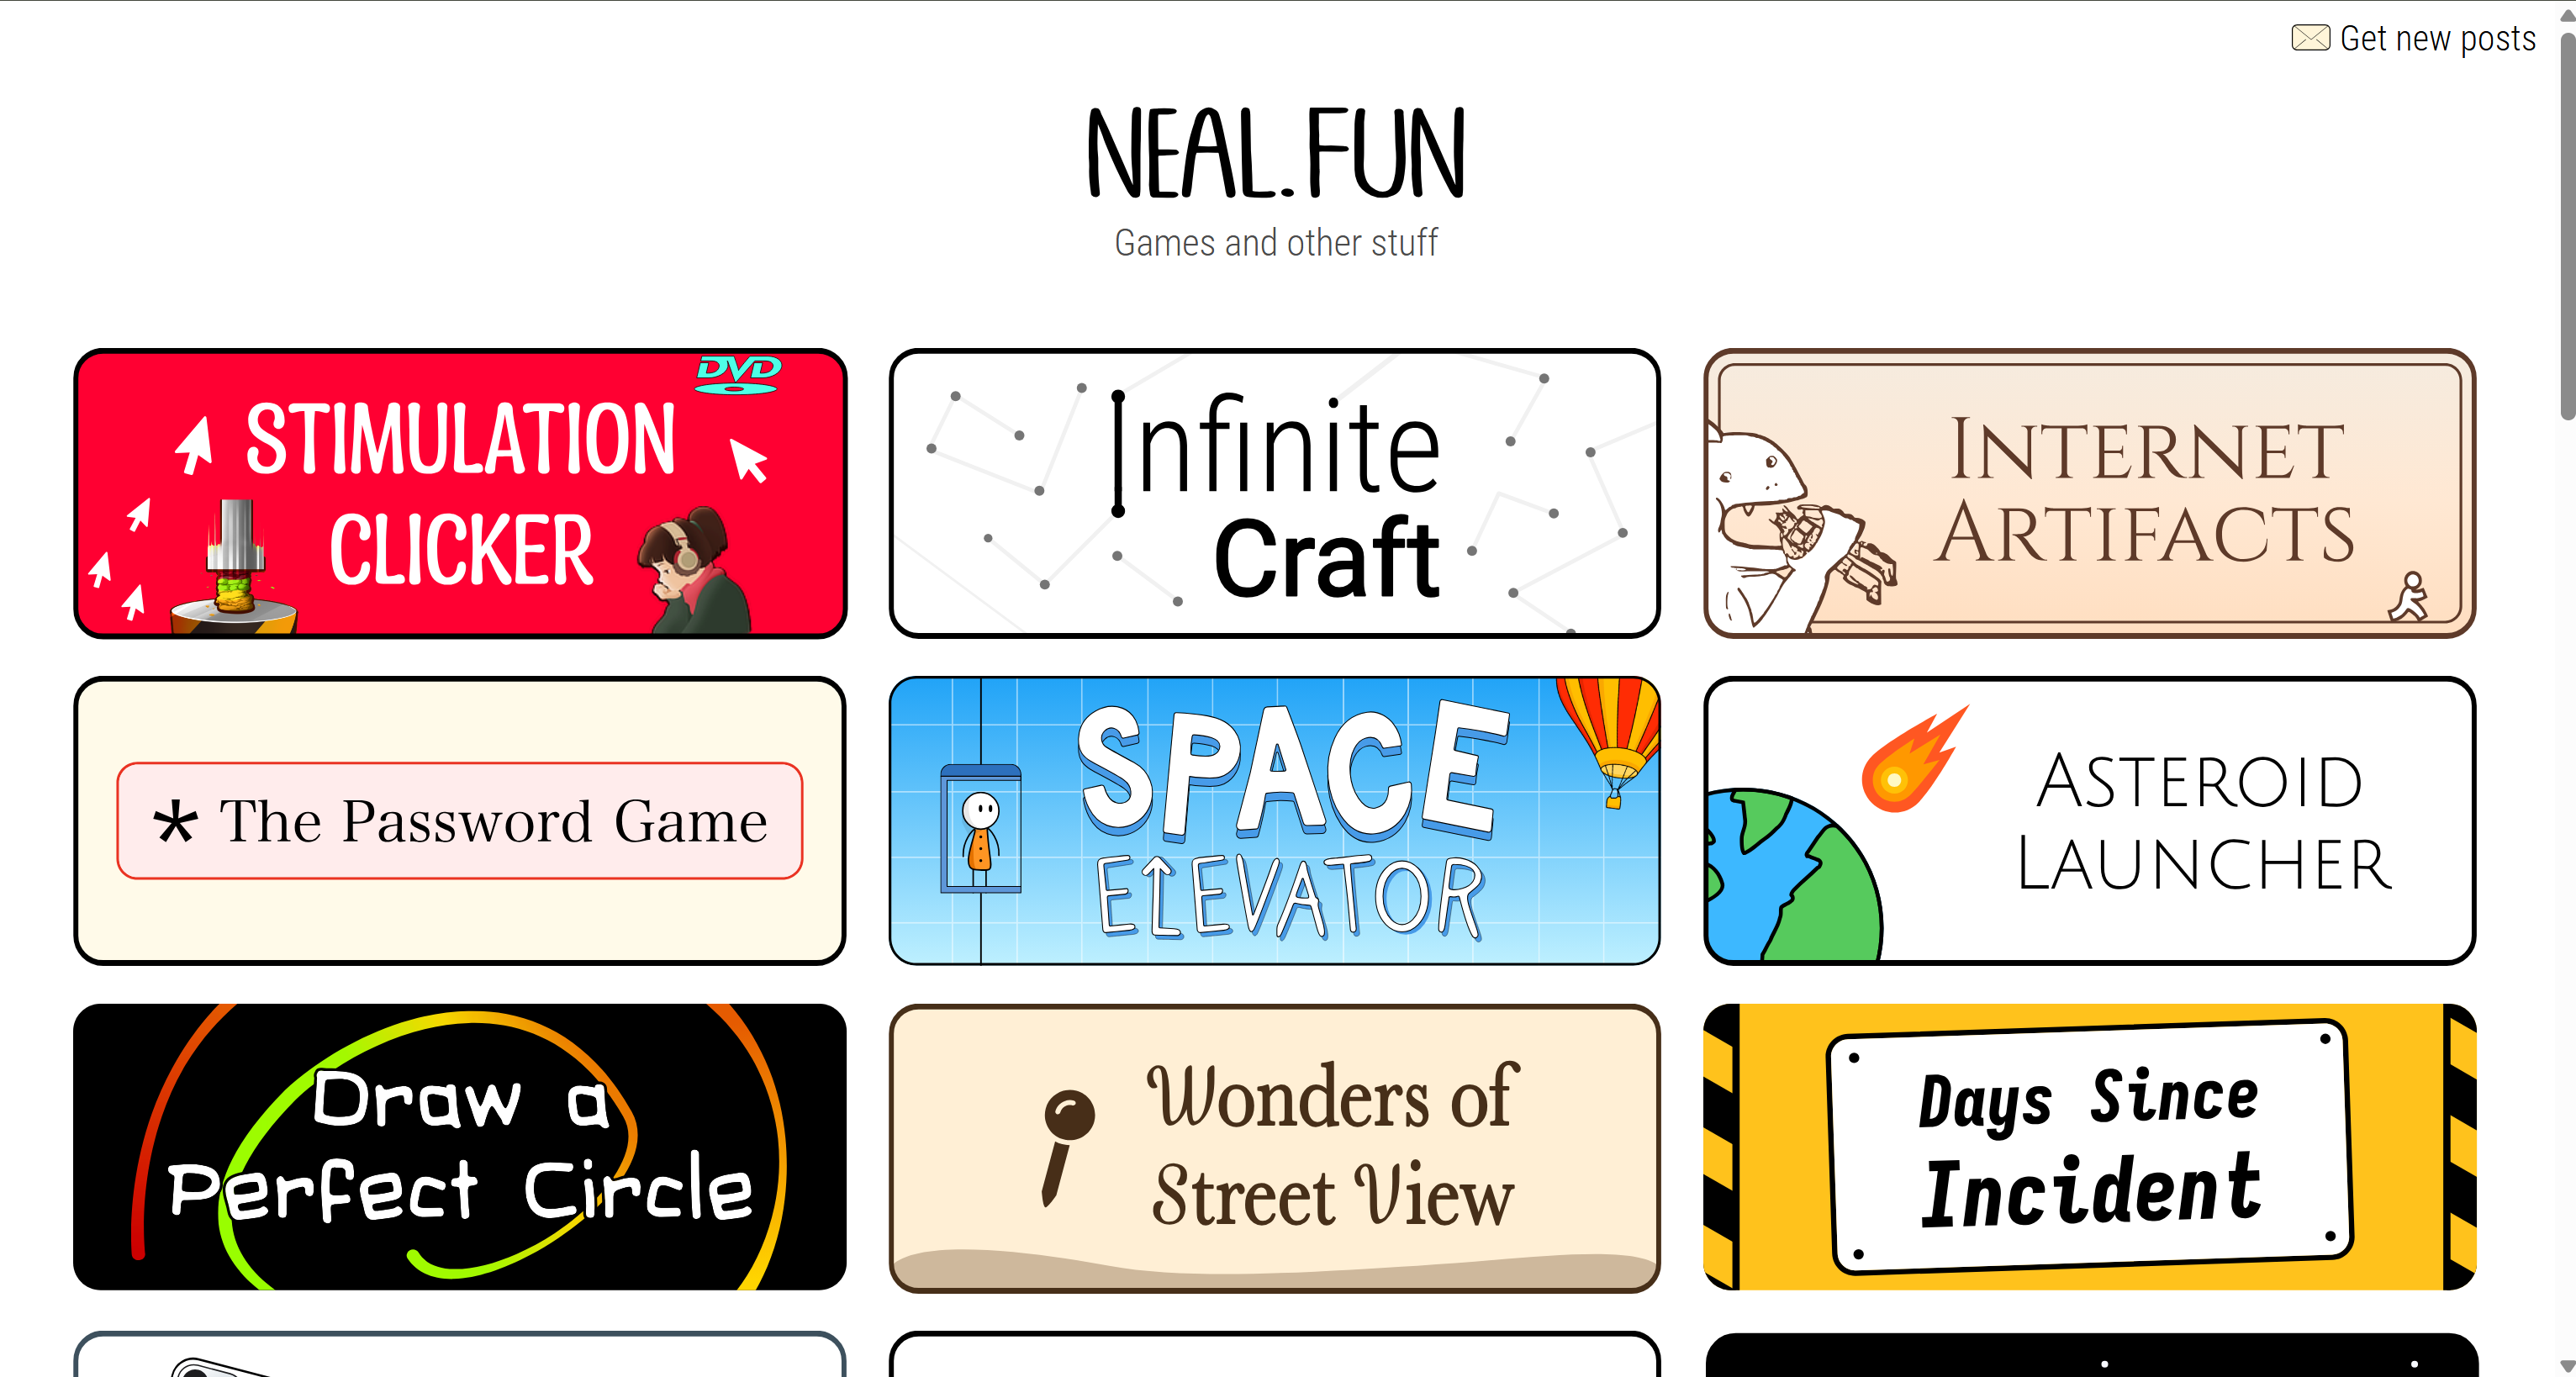 Get new posts
NEAL.FUN
Games and other stuff
DVD
STIMULATION
CLICKER
Infinite
Craft
INTERNET
ARTIFACTS
* The Password Game
SPACE
ELEVATOR
ASTEROID
LAUNCHER
Draw a
Perfect Circle
Wonders of
Street View
Days Since
Incident